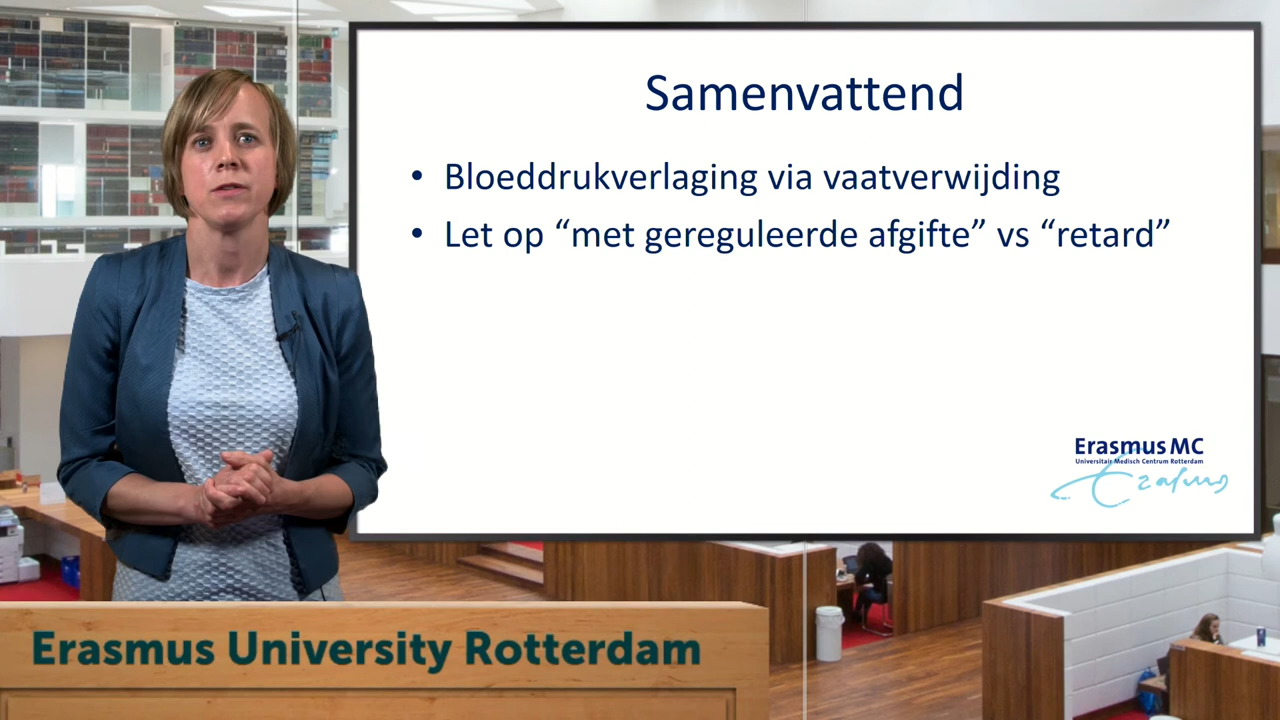 Samenvattend
• Bloeddrukverlaging via vaatverwijding
• Let op “met gereguleerde afgifte” vs “retard”
Erasmus MC
Universitair Medisch Centrum Rotterdam
Erasmus
Erasmus University Rotterdam